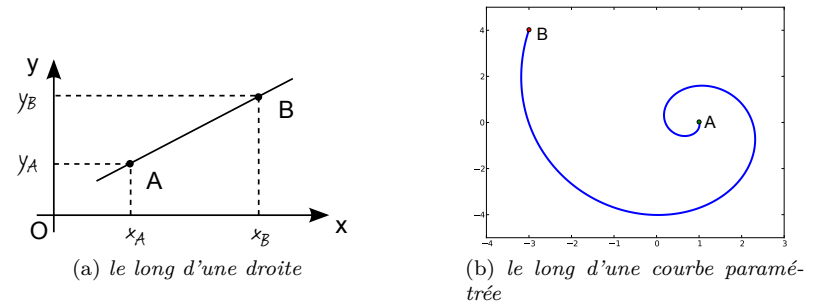 y
y_B
B
y_A
A
O
x_A
x_B
x
(a) le long d'une droite
4
2
0
−2
−4
−4
−3
−2
−1
0
1
2
3
B
A
(b) le long d'une courbe paramé-
trée